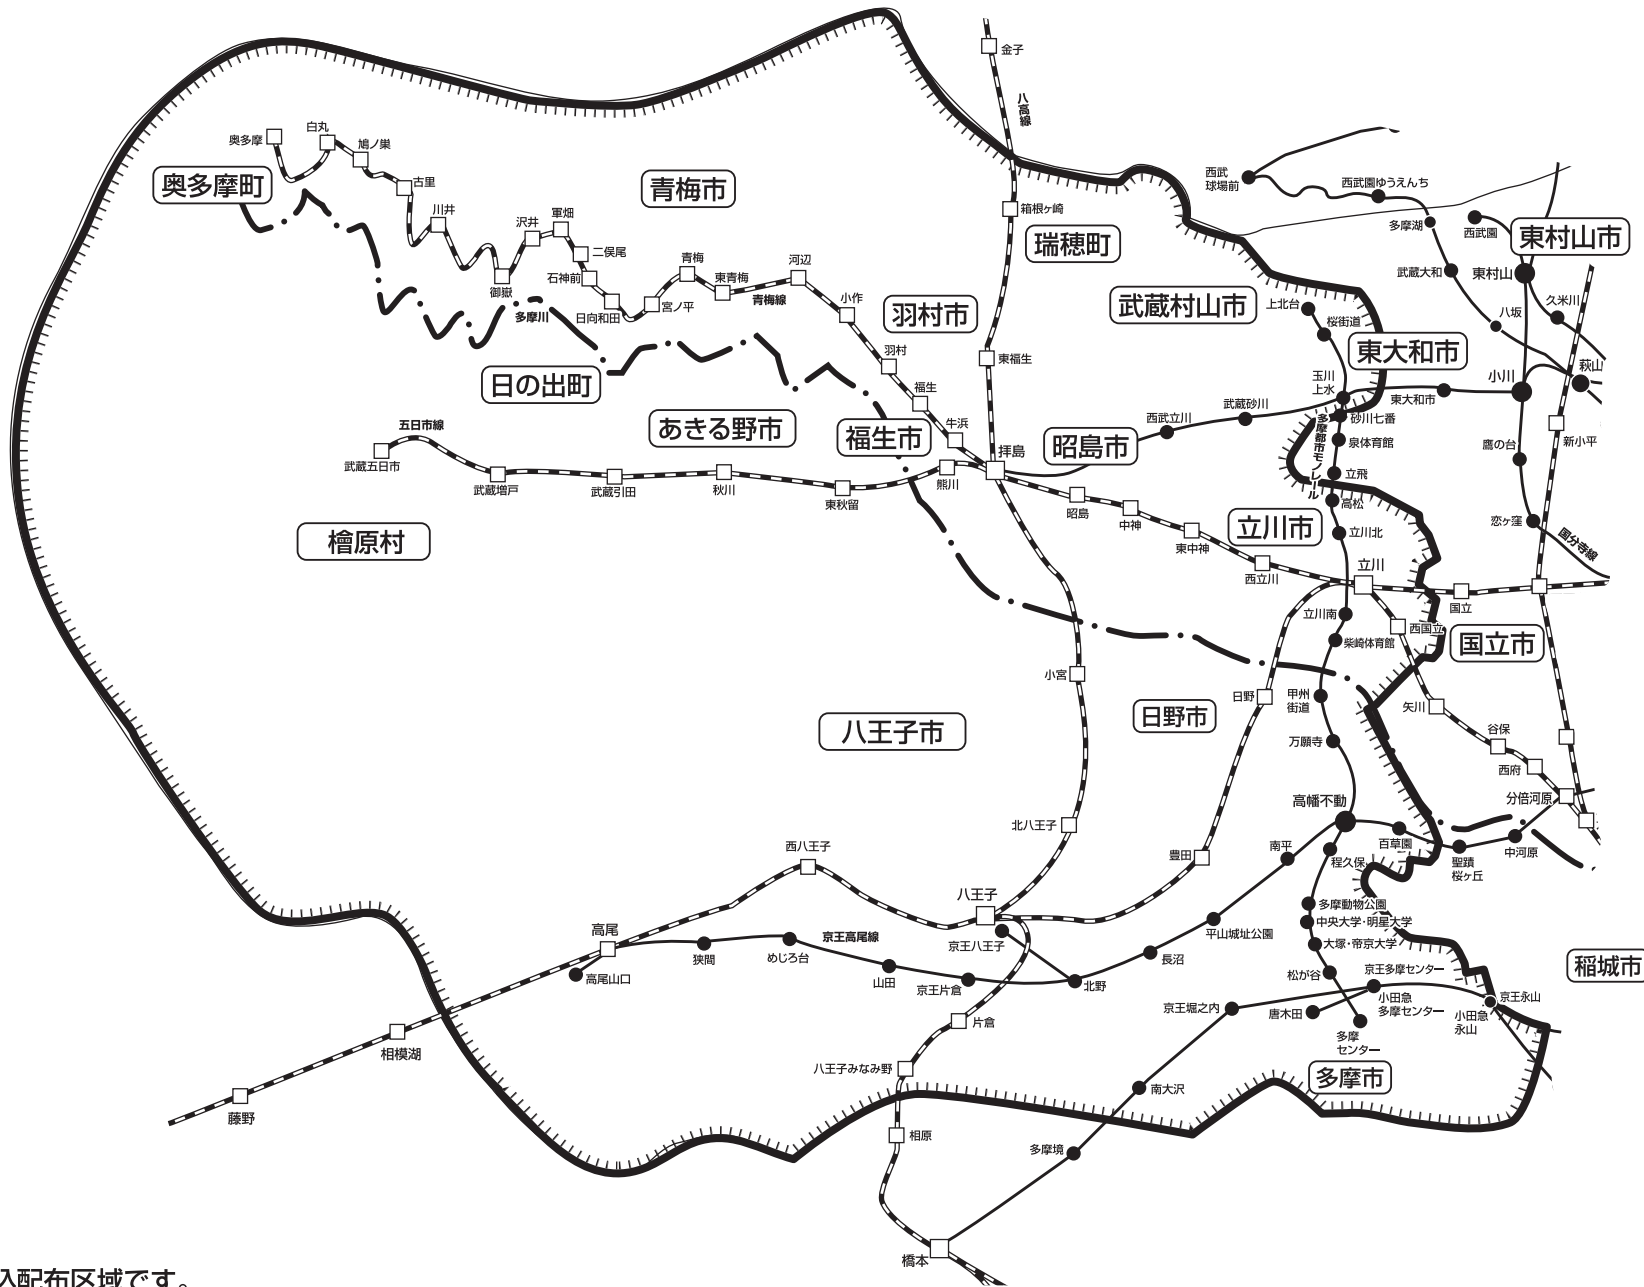 金子
八高線
奥多摩
白丸
鳩ノ巣
古里
奥多摩町
青梅市
川井
沢井
軍畑
二俣尾
石神前
御嶽
多摩川
日向和田
宮ノ平
青梅
東青梅
青梅線
河辺
小作
羽村
羽村市
福生
牛浜
拝島
箱根ヶ崎
瑞穂町
東福生
西武
球場前
西武園ゆうえんち
多摩湖
西武園
東村山市
武蔵大和
東村山
久米川
八坂
萩山
小川
武蔵村山市
上北台
桜街道
東大和市
玉川
上水
東大和市
武蔵砂川
西武立川
砂川七番
多摩都市モノレール
泉体育館
立飛
高松
立川北
鷹の台
新小平
恋ヶ窪
国分寺線
日の出町
あきる野市
福生市
昭島市
五日市線
武蔵五日市
武蔵増戸
武蔵引田
秋川
東秋留
熊川
昭島
中神
東中神
西立川
立川市
立川
国立
檜原村
立川南
西国立
柴崎体育館
国立市
小宮
日野
甲州
街道
矢川
日野市
八王子市
万願寺
谷保
西府
高幡不動
分倍河原
北八王子
西八王子
豊田
南平
程久保
百草園
聖蹟
桜ヶ丘
中河原
八王子
多摩動物公園
中央大学・明星大学
高尾
京王高尾線
京王八王子
平山城址公園
大塚・帝京大学
狭間
めじろ台
山田
京王片倉
北野
長沼
松が谷
京王多摩センター
稲城市
高尾山口
片倉
京王堀之内
唐木田
小田急
多摩センター
京王永山
小田急
永山
多摩
センター
相模湖
八王子みなみ野
南大沢
多摩市
藤野
相原
多摩境
橋本
入配布区域です。